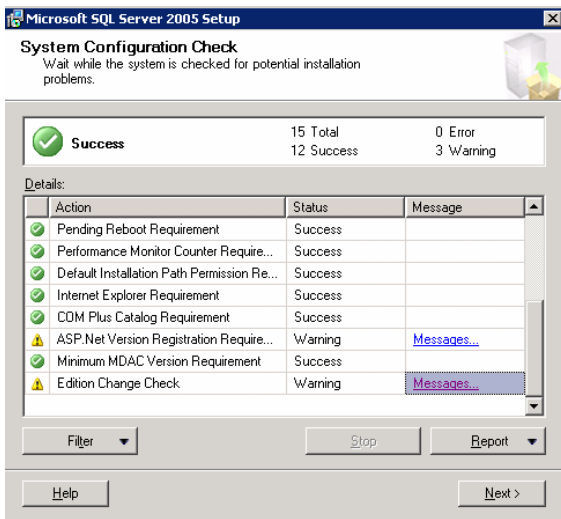 Microsoft SQL Server 2005 Setup
System Configuration Check
Wait while the system is checked for potential installation
problems.
Success
15 Total
0 Error
12 Success
3 Warning
Details:
Action Status Message
Pending Reboot Requirement Success
Performance Monitor Counter Require... Success
Default Installation Path Permission Re... Success
Internet Explorer Requirement Success
COM Plus Catalog Requirement Success
ASP.Net Version Registration Require... Warning Messages...
Minimum MDAC Version Requirement Success
Edition Change Check Warning Messages...
Filter Stop Report
Help Next >